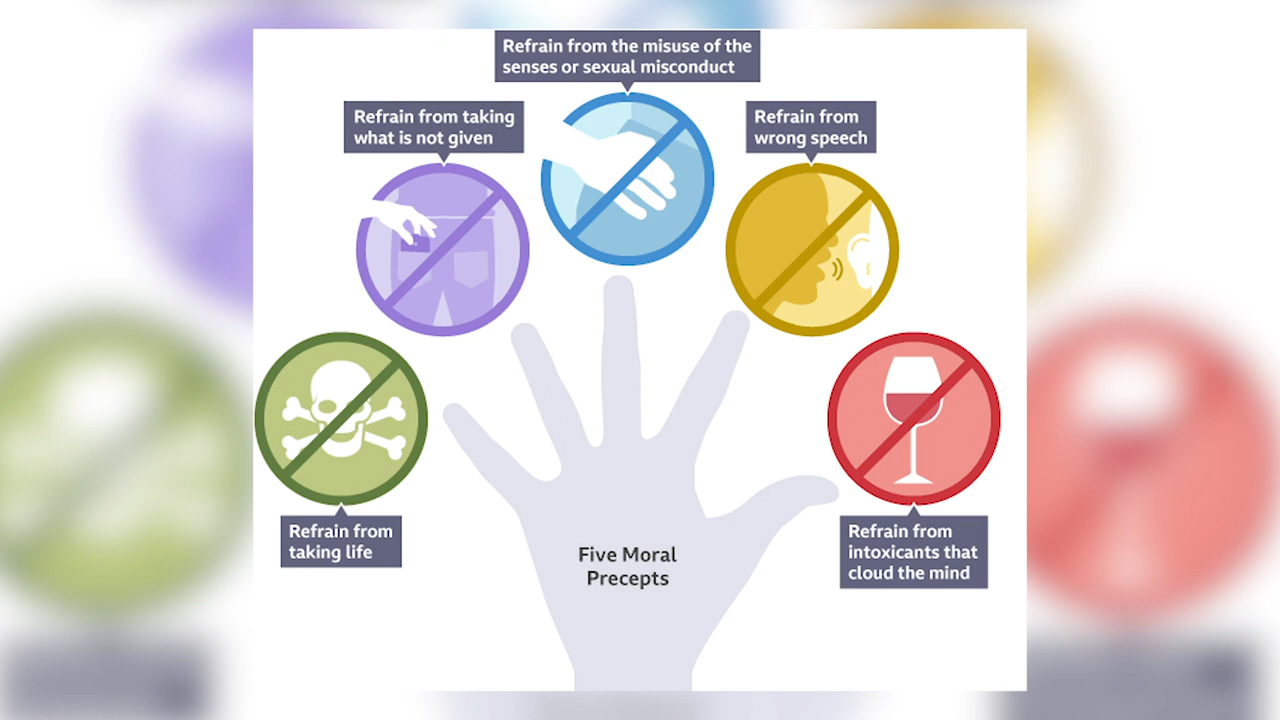 Refrain from the misuse of the
senses or sexual misconduct
Refrain from taking
what is not given
Refrain from
wrong speech
Refrain from
taking life
Refrain from
intoxicants that
cloud the mind
Five Moral
Precepts